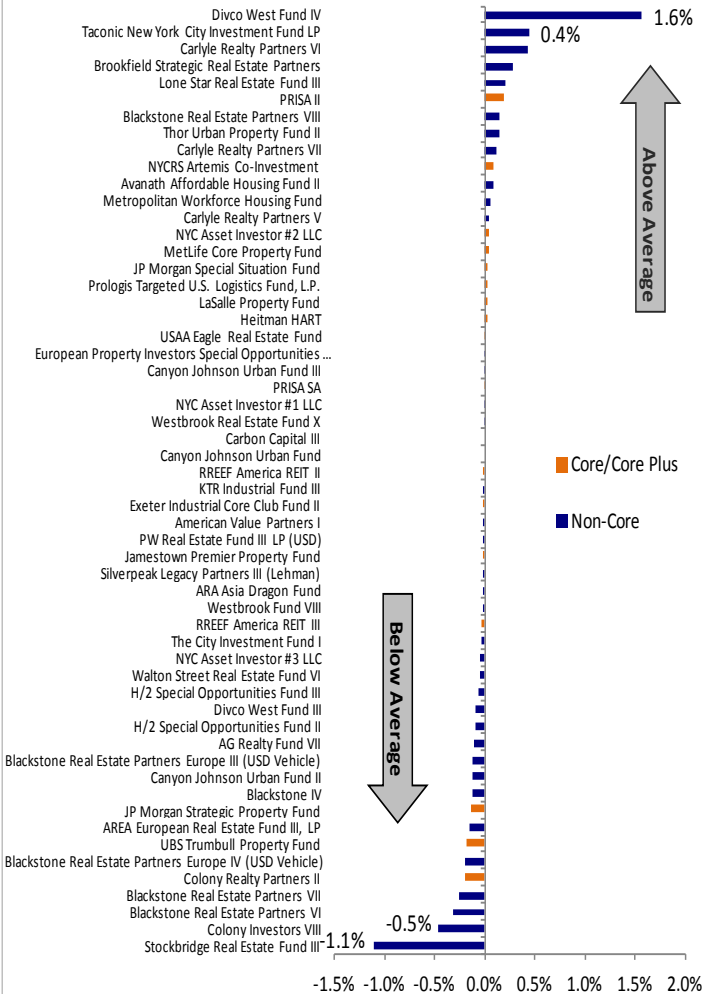 Divco West Fund IV
1.6%
Taconic New York City Investment Fund LP
0.4%
Carlyle Realty Partners VI
Brookfield Strategic Real Estate Partners
Lone Star Real Estate Fund III
PRISA II
Blackstone Real Estate Partners VIII
Thor Urban Property Fund II
Carlyle Realty Partners VII
NYCRS Artemis Co-Investment
Avanath Affordable Housing Fund II
Metropolitan Workforce Housing Fund
Carlyle Realty Partners V
NYC Asset Investor #2 LLC
MetLife Core Property Fund
JP Morgan Special Situation Fund
Prologis Targeted U.S. Logistics Fund, L.P.
LaSalle Property Fund
Heitman HART
Above Average
USAA Eagle Real Estate Fund
European Property Investors Special Opportunities ...
Canyon Johnson Urban Fund III
PRISA SA
NYC Asset Investor #1 LLC
Westbrook Real Estate Fund X
Carbon Capital III
Canyon Johnson Urban Fund
RREEF America REIT II
Core/Core Plus
KTR Industrial Fund III
Exeter Industrial Core Club Fund II
American Value Partners I
Non-Core
PW Real Estate Fund III LP (USD)
Jamestown Premier Property Fund
Silverpeak Legacy Partners III (Lehman)
ARA Asia Dragon Fund
Westbrook Fund VIII
RREEF America REIT III
The City Investment Fund I
NYC Asset Investor #3 LLC
Walton Street Real Estate Fund VI
H/2 Special Opportunities Fund III
Divco West Fund III
H/2 Special Opportunities Fund II
AG Realty Fund VII
Below Average
Blackstone Real Estate Partners Europe III (USD Vehicle)
Canyon Johnson Urban Fund II
Blackstone IV
JP Morgan Strategic Property Fund
AREA European Real Estate Fund III, LP
UBS Trumbull Property Fund
Blackstone Real Estate Partners Europe IV (USD Vehicle)
Colony Realty Partners II
Blackstone Real Estate Partners VII
Blackstone Real Estate Partners VI
-0.5%
Colony Investors VIII
Stockbridge Real Estate Fund III
-1.1%
-1.5% -1.0% -0.5% 0.0% 0.5% 1.0% 1.5% 2.0%